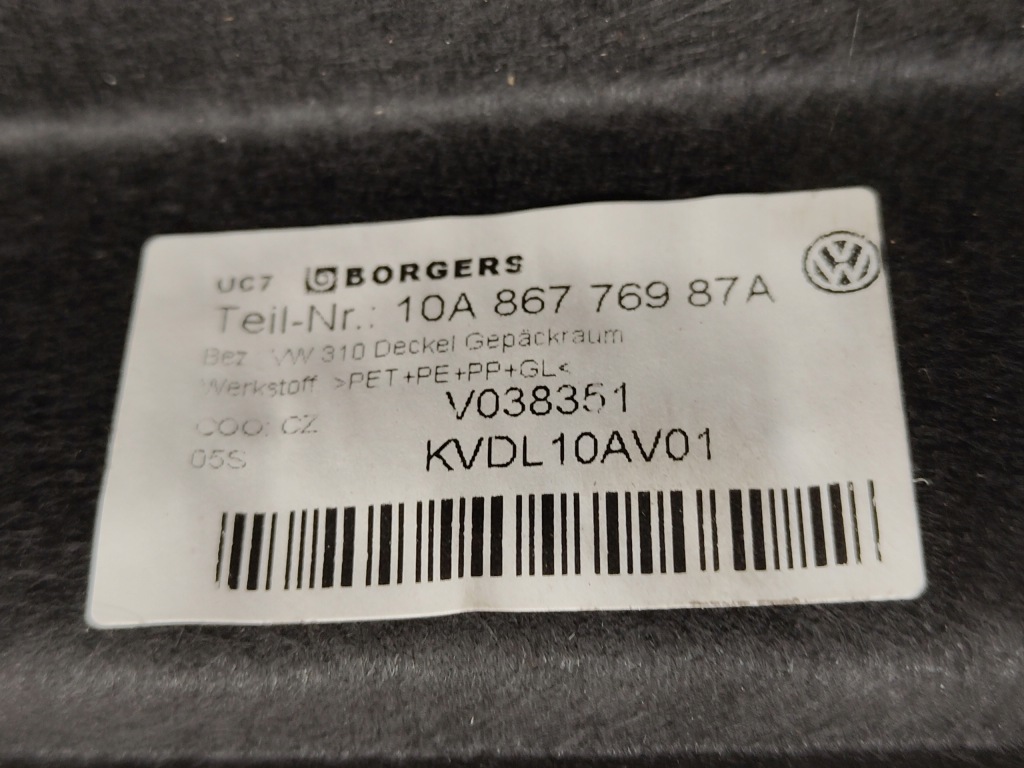 UC7 BORGERS
Teil-Nr.: 10A 867 769 87A
Bez VW 310 Deckel Gepäckraum
Werkstoff >PET+PE+PP+GL<
V038351
COO: CZ
KVDL10AV01
05S